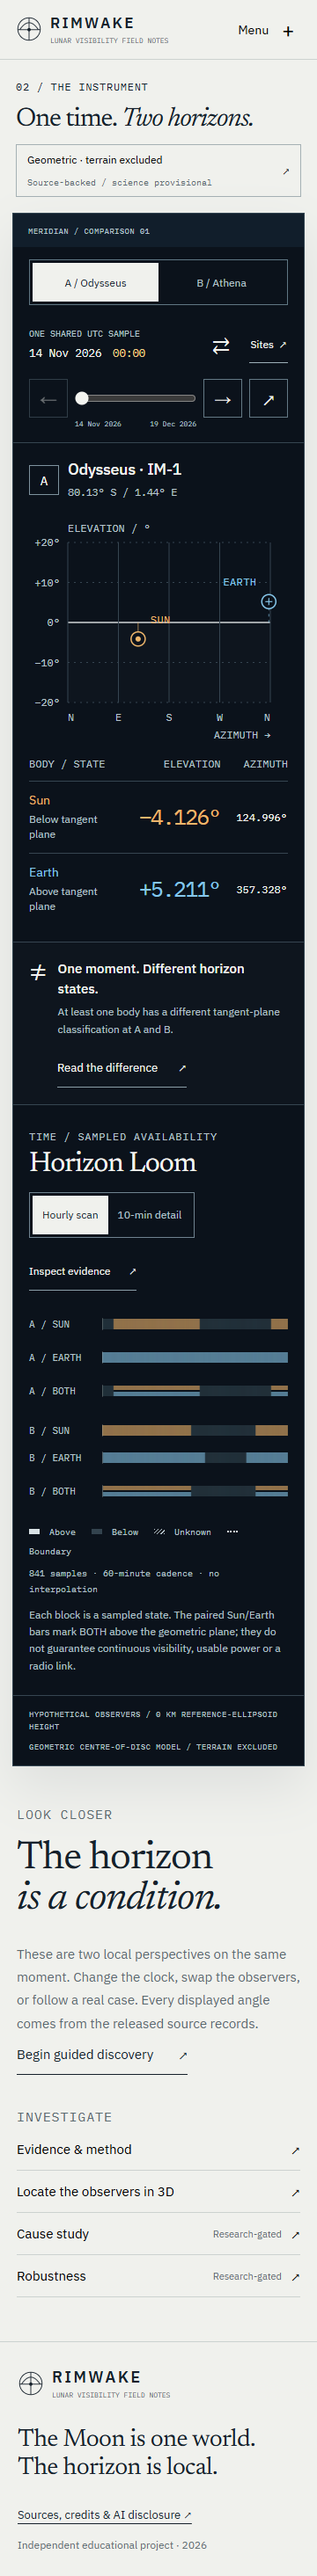 RIMWAKE
LUNAR VISIBILITY FIELD NOTES
Menu +
02 / THE INSTRUMENT
One time. Two horizons.
Geometric · terrain excluded
Source-backed / science provisional ↗
MERIDIAN / COMPARISON 01
A / Odysseus B / Athena
ONE SHARED UTC SAMPLE
14 Nov 2026 00:00
⇄ Sites ↗
← → ↗
14 Nov 2026 19 Dec 2026
A
Odysseus · IM-1
80.13° S / 1.44° E
ELEVATION / °
+20°
+10° EARTH
0° SUN
−10°
−20°
N E S W N
AZIMUTH →
BODY / STATE ELEVATION AZIMUTH
Sun
Below tangent
plane
−4.126° 124.996°
Earth
Above tangent
plane
+5.211° 357.328°
≠ One moment. Different horizon
states.
At least one body has a different tangent-plane
classification at A and B.
Read the difference ↗
TIME / SAMPLED AVAILABILITY
Horizon Loom
Hourly scan 10-min detail
Inspect evidence ↗
A / SUN
A / EARTH
A / BOTH
B / SUN
B / EARTH
B / BOTH
Above Below Unknown
Boundary
841 samples · 60-minute cadence · no
interpolation
Each block is a sampled state. The paired Sun/Earth
bars mark BOTH above the geometric plane; they do
not guarantee continuous visibility, usable power or a
radio link.
HYPOTHETICAL OBSERVERS / 0 KM REFERENCE-ELLIPSOID
HEIGHT
GEOMETRIC CENTRE-OF-DISC MODEL / TERRAIN EXCLUDED
LOOK CLOSER
The horizon
is a condition.
These are two local perspectives on the same
moment. Change the clock, swap the observers,
or follow a real case. Every displayed angle
comes from the released source records.
Begin guided discovery ↗
INVESTIGATE
Evidence & method ↗
Locate the observers in 3D ↗
Cause study Research-gated ↗
Robustness Research-gated ↗
RIMWAKE
LUNAR VISIBILITY FIELD NOTES
The Moon is one world.
The horizon is local.
Sources, credits & AI disclosure ↗
Independent educational project · 2026